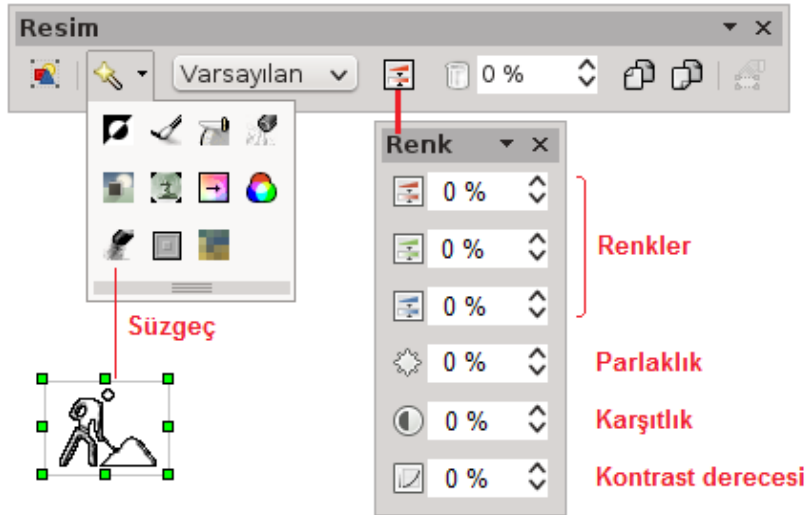 Resim
Varsayılan
0 %
Renk
0 %
0 %
Renkler
0 %
Süzgeç
0 %
Parlaklık
0 %
Karşıtlık
0 %
Kontrast derecesi